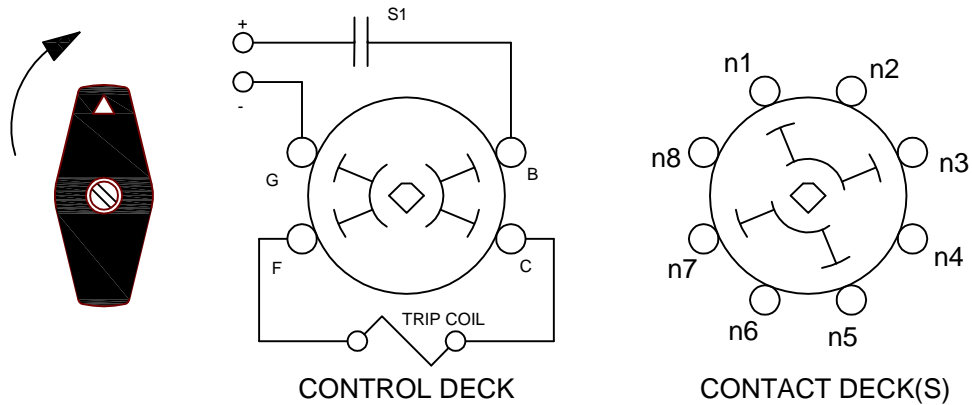 S1
+
-
G
B
F
C
TRIP COIL
CONTROL DECK
n1
n2
n3
n4
n5
n6
n7
n8
CONTACT DECK(S)